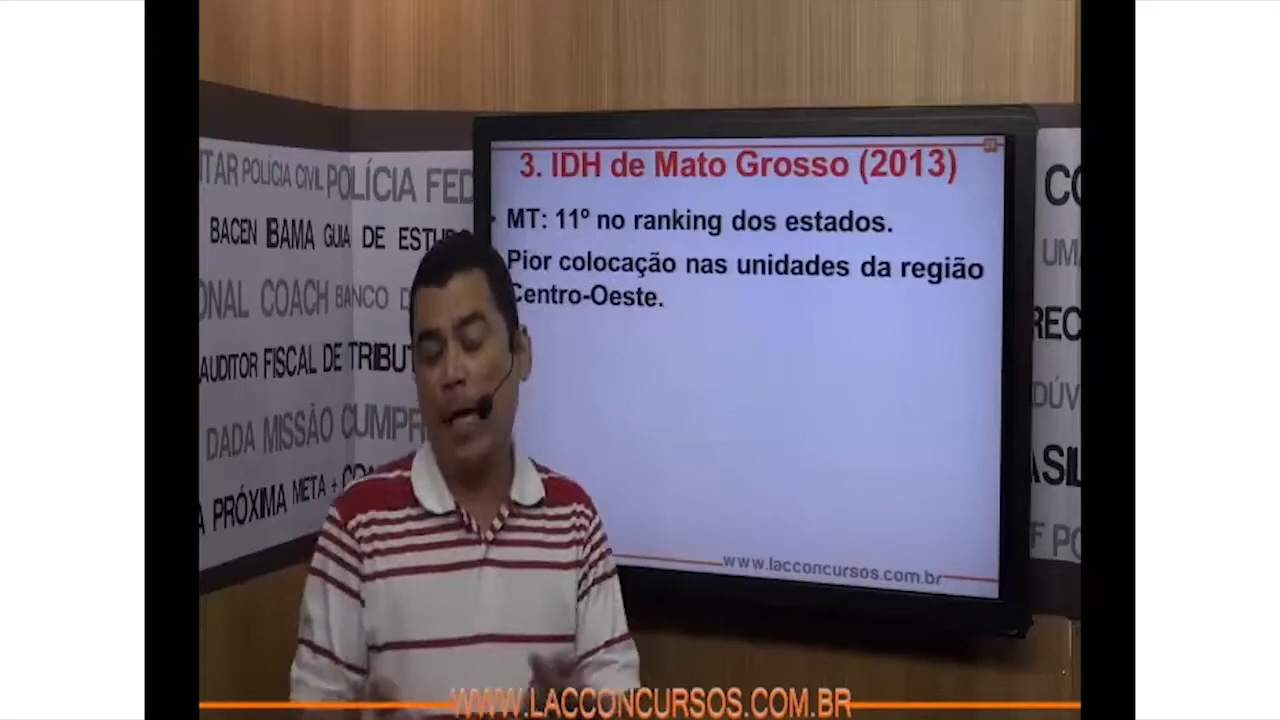 3. IDH de Mato Grosso (2013)
MT: 11º no ranking dos estados.
Pior colocação nas unidades da região
Centro-Oeste.
www.lacconcursos.com.br
POLÍCIA CIVIL POLÍCIA FED
BACEN BAMA GUIA DE ESTUDO
COACH BANCO
AUDITOR FISCAL DE TRIBUT
DADA MISSÃO CUMPR
PRÓXIMA META +
WWW.LACCONCURSOS.COM.BR